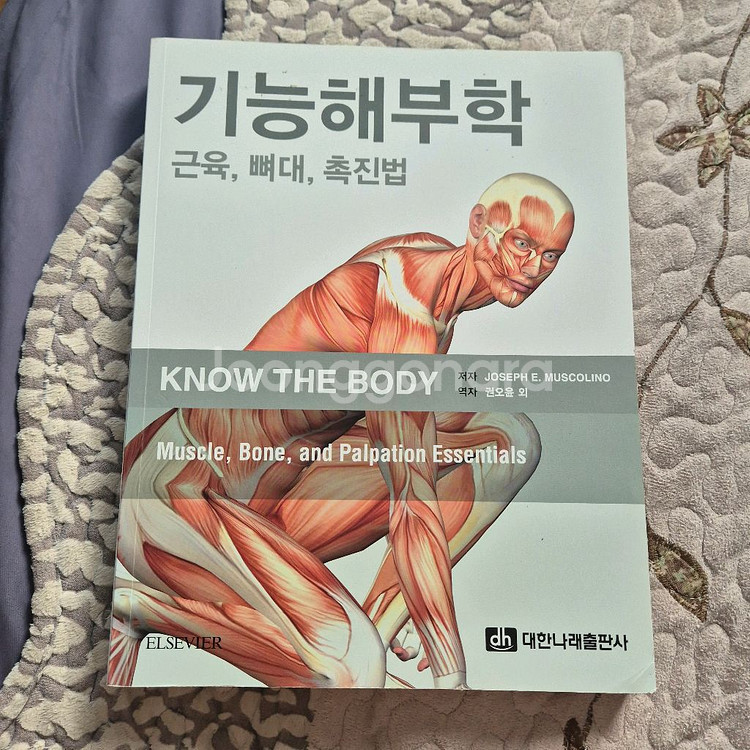 기능해부학
근육, 뼈대, 촉진법
joonggonara
KNOW THE BODY
저자 JOSEPH E. MUSCOLINO
역자 권오윤 외
Muscle, Bone, and Palpation Essentials
ELSEVIER
dh 대한나래출판사